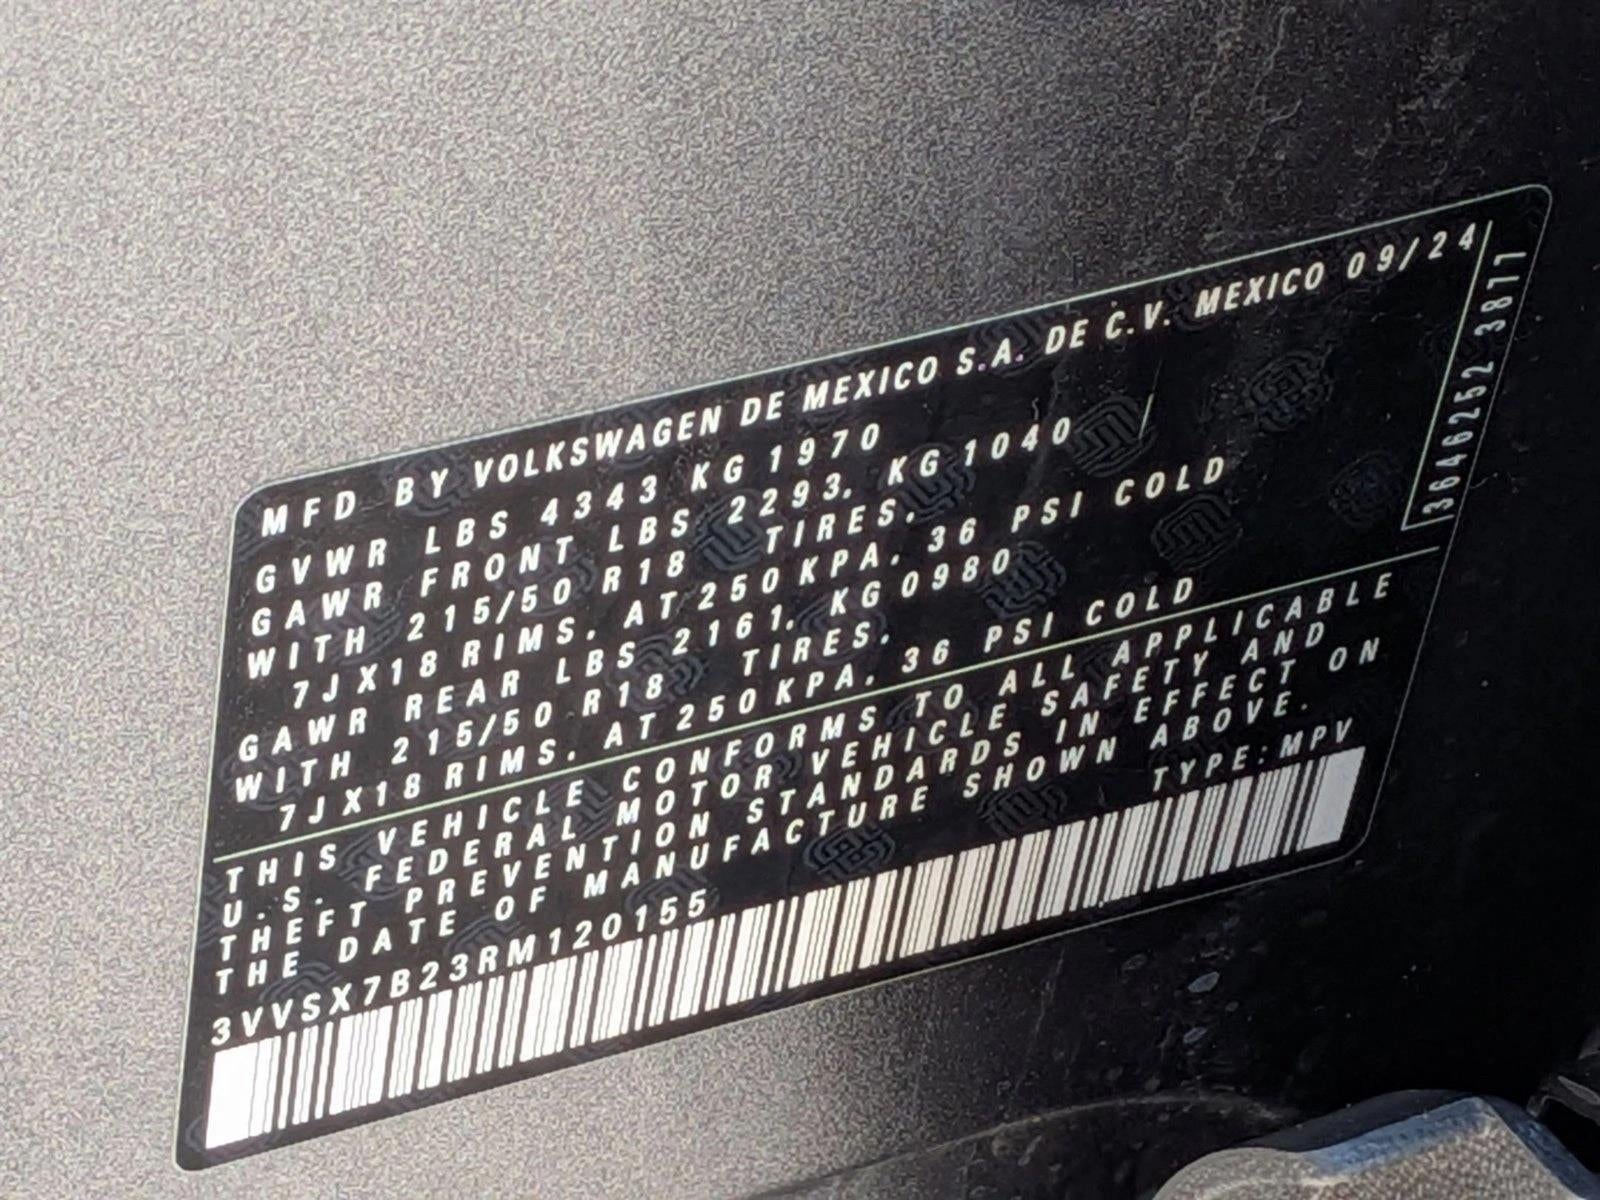 MFD BY VOLKSWAGEN DE MEXICO S.A. DE C.V. MEXICO 09/24
GVWR LBS 4343 KG 1970
GAWR FRONT LBS 2293. KG 1040
WITH 215/50 R18 TIRES,
7JX18 RIMS. AT 250 KPA. 36 PSI COLD
GAWR REAR LBS 2161. KG 0980
WITH 215/50 R18 TIRES.
7JX18 RIMS. AT 250 KPA. 36 PSI COLD
THIS VEHICLE CONFORMS TO ALL APPLICABLE
U.S. FEDERAL MOTOR VEHICLE SAFETY AND
THEFT PREVENTION STANDARDS IN EFFECT ON
THE DATE OF MANUFACTURE SHOWN ABOVE.
3VVSX7B23RM120155 TYPE: MPV
3646252 3877